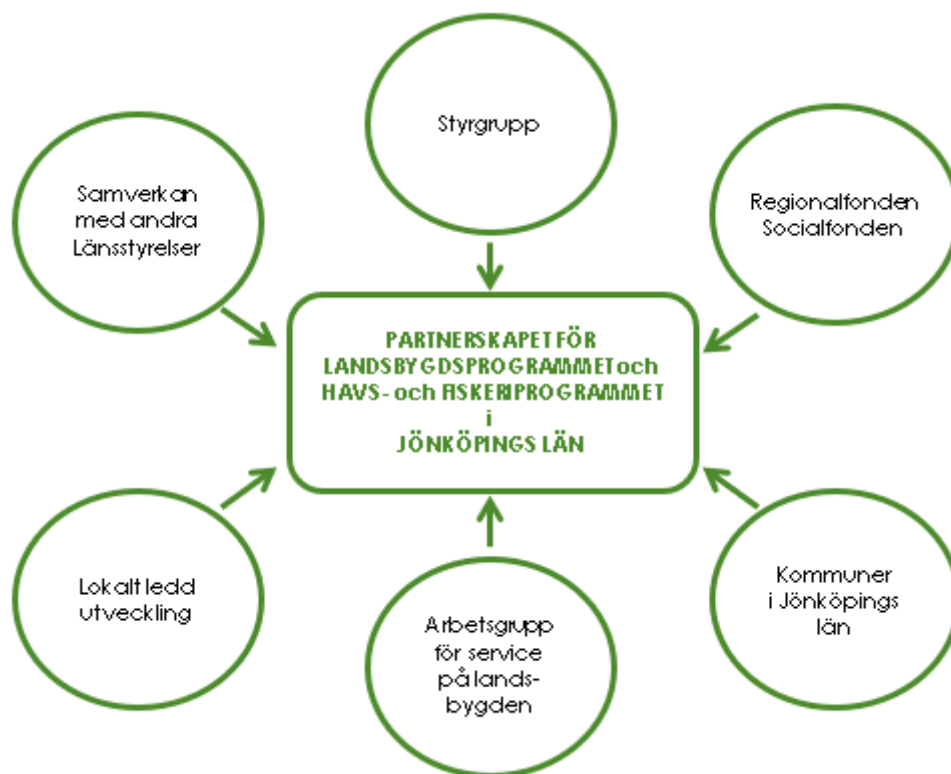 Styrgrupp
Samverkan
med andra
Länsstyrelser
Regionalfonden
Socialfonden
PARTNERSKAPET FÖR
LANDSBYGDSPROGRAMMET och
HAVS- och FISKERIPROGRAMMET
i
JÖNKÖPINGS LÄN
Lokalt ledd
utveckling
Arbetsgrupp
för service
på lands-
bygden
Kommuner
i Jönköpings
län